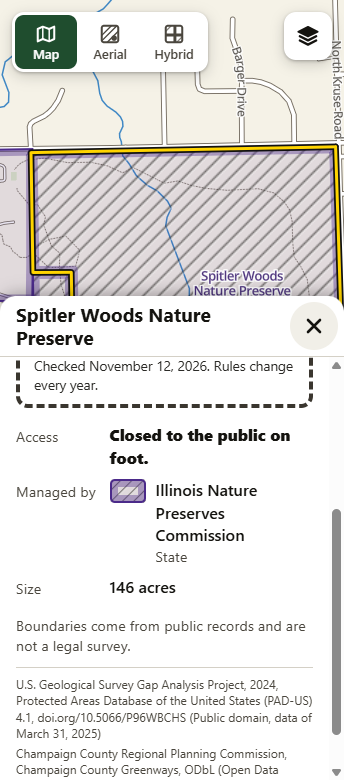 Map
Aerial
Hybrid
Barger-Drive
North-Kruse-Road
Spitler Woods
Nature Preserve
Spitler Woods Nature
Preserve
Checked November 12, 2026. Rules change
every year.
Access
Closed to the public on
foot.
Managed by
Illinois Nature
Preserves
Commission
State
Size
146 acres
Boundaries come from public records and are
not a legal survey.
U.S. Geological Survey Gap Analysis Project, 2024,
Protected Areas Database of the United States (PAD-US)
4.1, doi.org/10.5066/P96WBCHS (Public domain, data of
March 31, 2025)
Champaign County Regional Planning Commission,
Champaign County Greenways, ODbL (Open Data